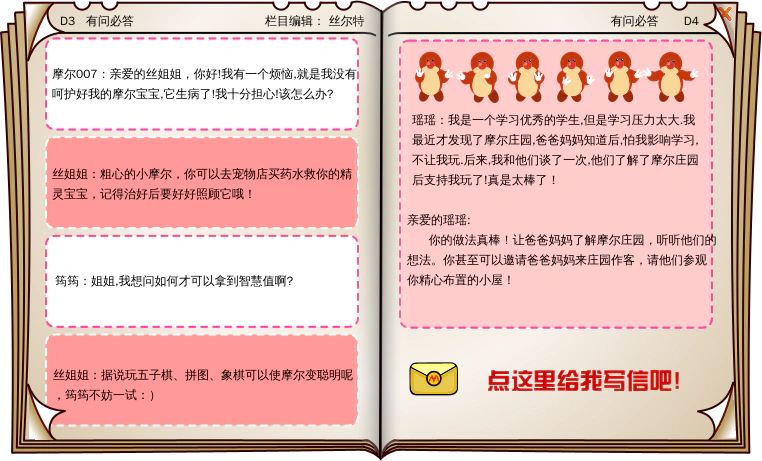 D3 有问必答 栏目编辑： 丝尔特
摩尔007：亲爱的丝姐姐，你好!我有一个烦恼,就是我没有
呵护好我的摩尔宝宝,它生病了!我十分担心!该怎么办?
丝姐姐：粗心的小摩尔，你可以去宠物店买药水救你的精
灵宝宝，记得治好后要好好照顾它哦！
筠筠：姐姐,我想问如何才可以拿到智慧值啊?
丝姐姐：据说玩五子棋、拼图、象棋可以使摩尔变聪明呢
，筠筠不妨一试：）
有问必答 D4
瑶瑶：我是一个学习优秀的学生,但是学习压力太大.我
最近才发现了摩尔庄园,爸爸妈妈知道后,怕我影响学习,
不让我玩.后来,我和他们谈了一次,他们了解了摩尔庄园
后支持我玩了!真是太棒了！
亲爱的瑶瑶:
你的做法真棒！让爸爸妈妈了解摩尔庄园，听听他们的
想法。你甚至可以邀请爸爸妈妈来庄园作客，请他们参观
你精心布置的小屋！
点这里给我写信吧!